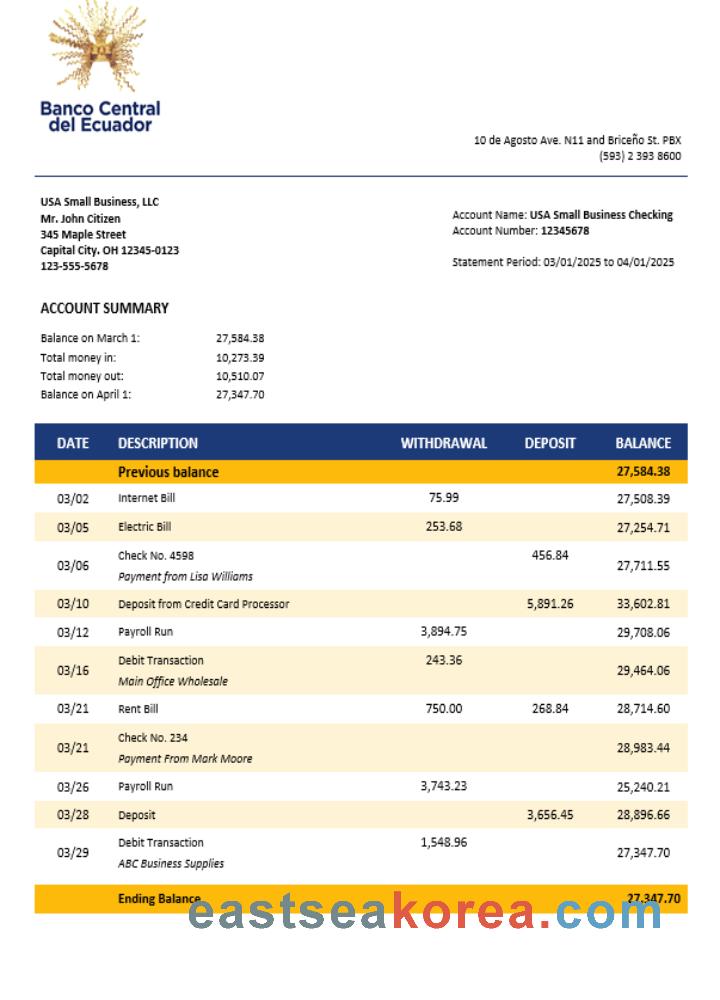 Banco Central
del Ecuador
10 de Agosto Ave. N11 and Briceño St. PBX
(593) 2 393 8600
USA Small Business, LLC
Mr. John Citizen
345 Maple Street
Capital City. OH 12345-0123
123-555-5678
Account Name: USA Small Business Checking
Account Number: 12345678
Statement Period: 03/01/2025 to 04/01/2025
ACCOUNT SUMMARY
Balance on March 1: 27,584.38
Total money in: 10,273.39
Total money out: 10,510.07
Balance on April 1: 27,347.70
DATE DESCRIPTION WITHDRAWAL DEPOSIT BALANCE
Previous balance 27,584.38
03/02 Internet Bill 75.99 27,508.39
03/05 Electric Bill 253.68 27,254.71
03/06 Check No. 4598 456.84 27,711.55
Payment from Lisa Williams
03/10 Deposit from Credit Card Processor 5,891.26 33,602.81
03/12 Payroll Run 3,894.75 29,708.06
03/16 Debit Transaction 243.36 29,464.06
Main Office Wholesale
03/21 Rent Bill 750.00 268.84 28,714.60
03/21 Check No. 234 28,983.44
Payment From Mark Moore
03/26 Payroll Run 3,743.23 25,240.21
03/28 Deposit 3,656.45 28,896.66
03/29 Debit Transaction 1,548.96 27,347.70
ABC Business Supplies
Ending Balance 27,347.70
eastseakorea.com